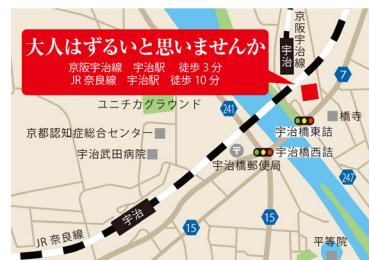 京阪宇治線
大人はずるいと思いませんか
京阪宇治線 宇治駅 徒歩3分
JR 奈良線 宇治駅 徒歩10分
宇治
7
ユニチカグラウンド
241
橋寺
宇治橋東詰
京都認知症総合センター
宇治武田病院
宇治橋西詰
〒
宇治橋郵便局
247
宇治
15
15
JR 奈良線
平等院